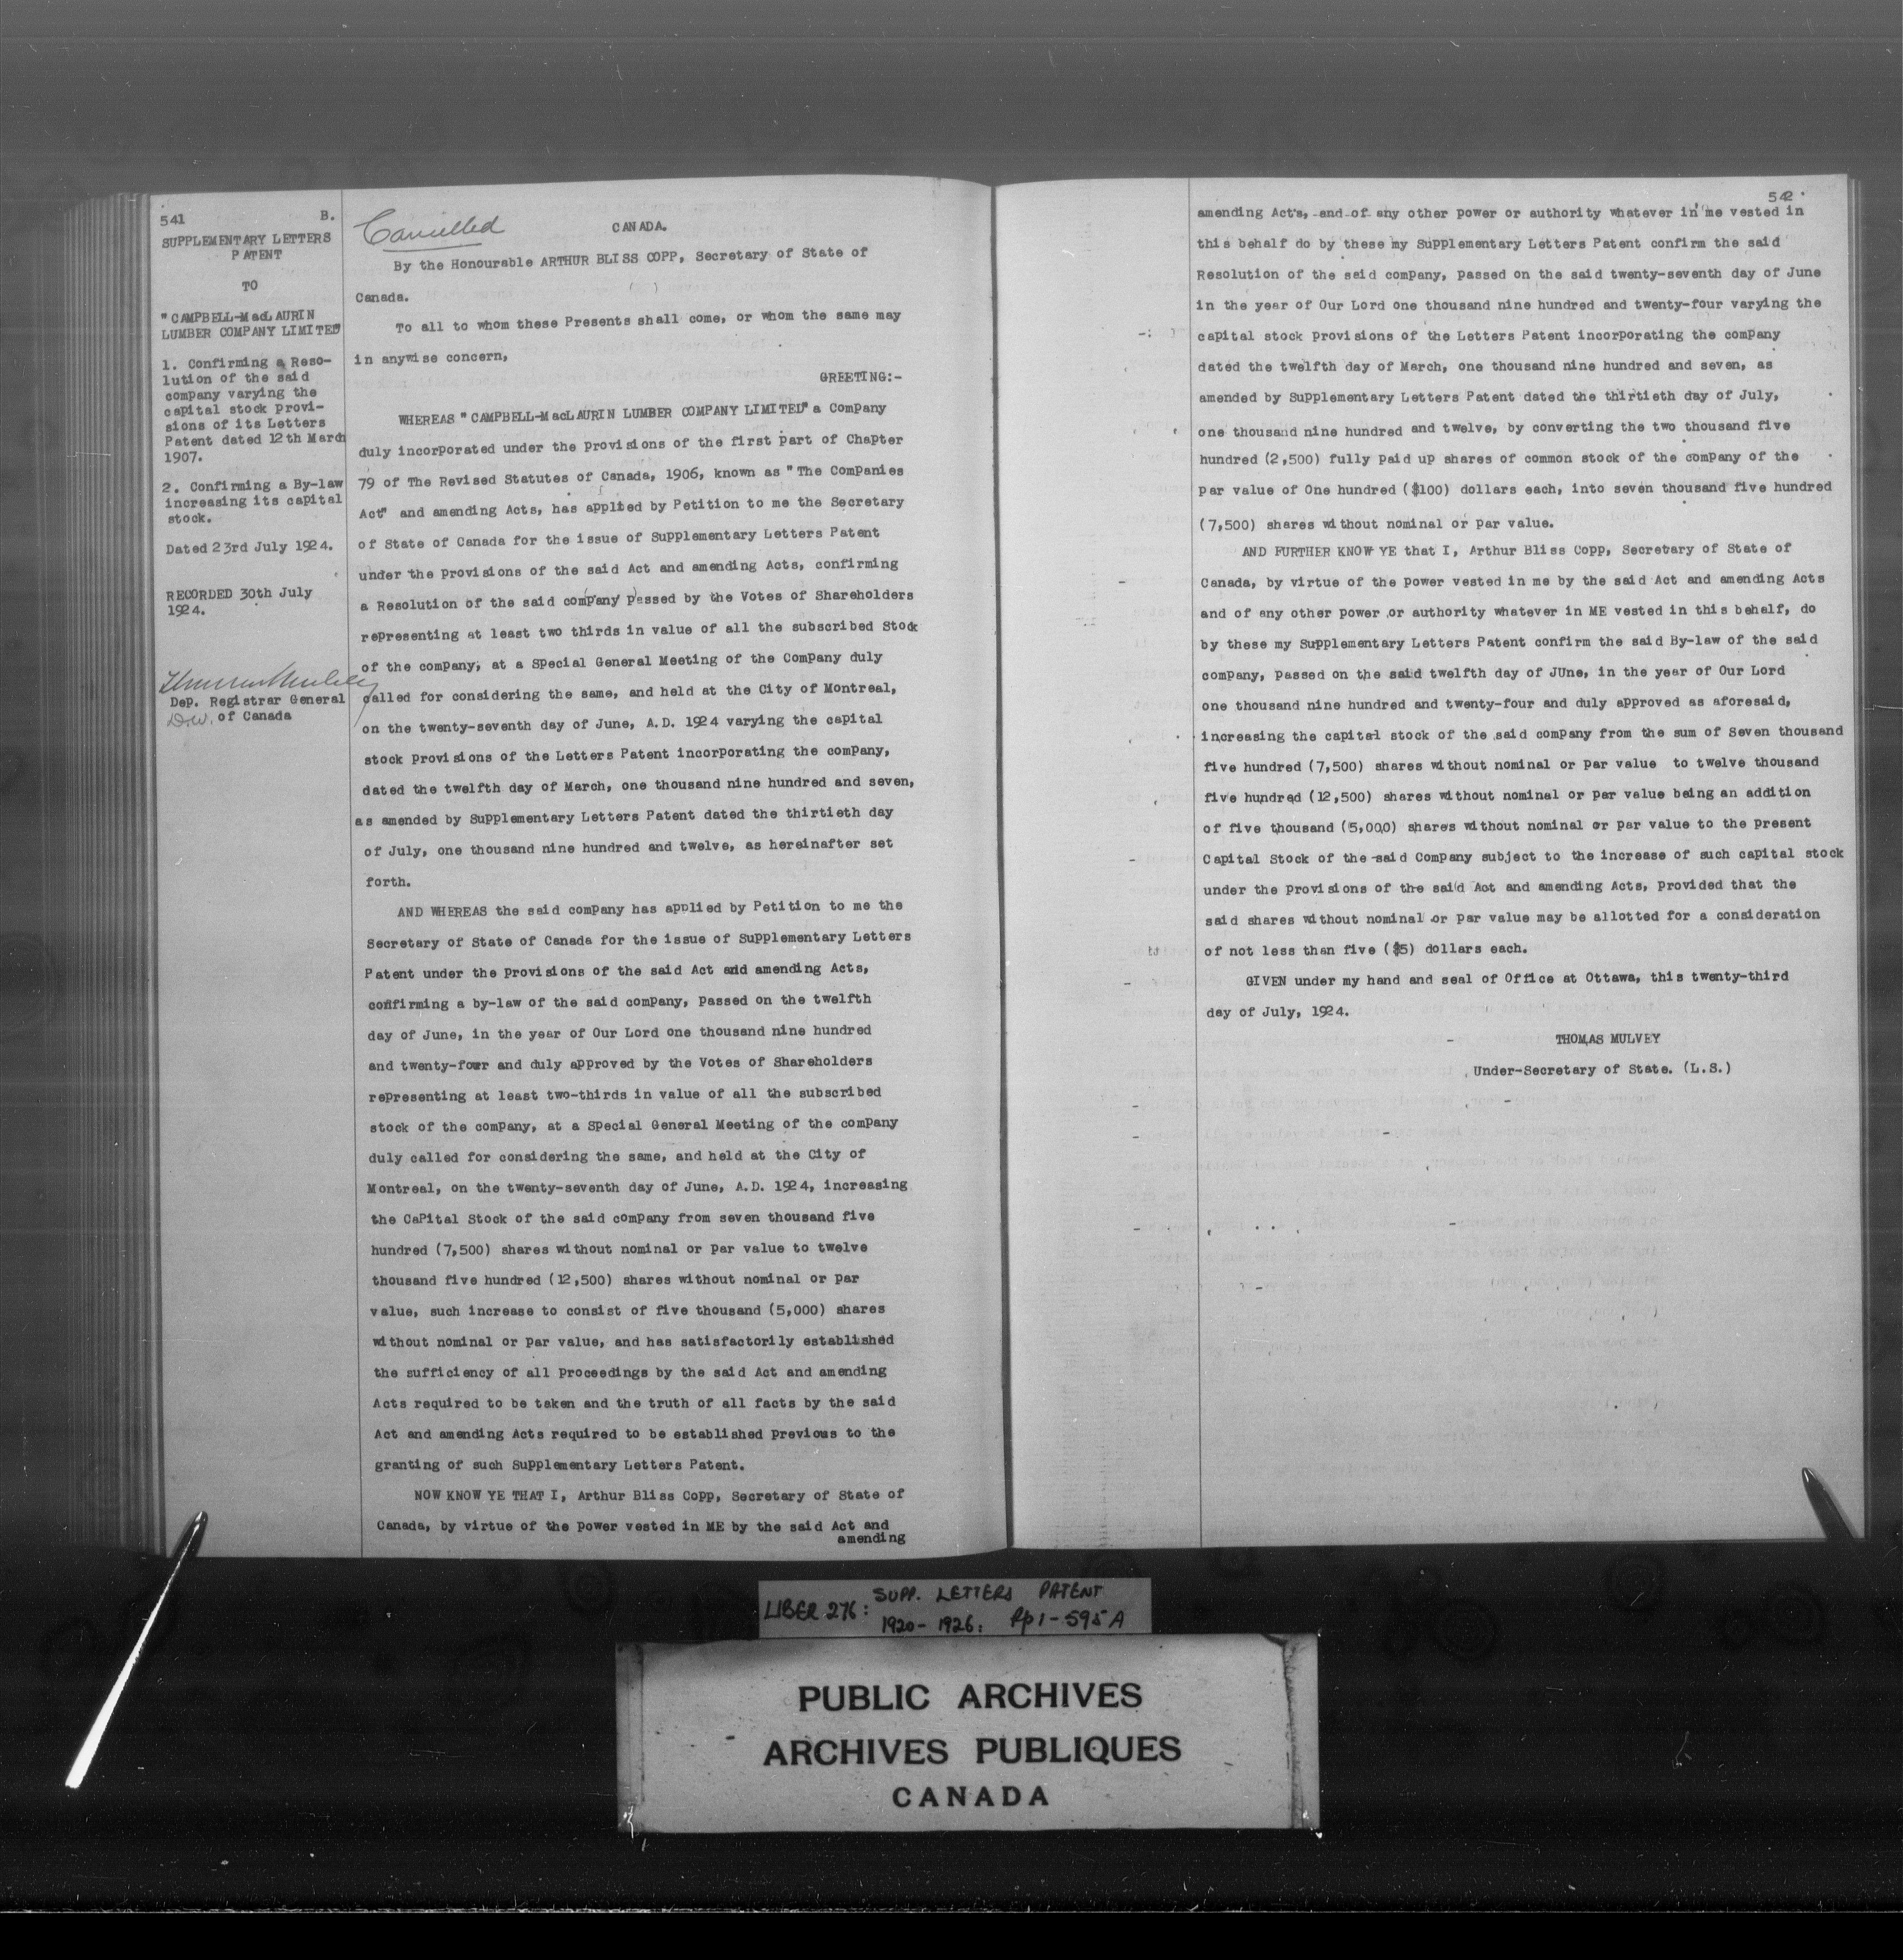 541 B.
SUPPLEMENTARY LETTERS
PATENT
TO
"CAMPBELL-MacLAURIN
LUMBER COMPANY LIMITED"
1. Confirming a Reso-
lution of the said
company varying the
capital stock provi-
sions of its Letters
Patent dated 12th March
1907.
2. Confirming a By-law
increasing its capital
stock.
Dated 23rd July 1924.
RECORDED 30th July
1924.
Dep. Registrar General
of Canada
Cancelled
CANADA.
By the Honourable ARTHUR BLISS COPP, Secretary of State of
Canada.
To all to whom these Presents shall come, or whom the same may
in anywise concern,
GREETING:-
WHEREAS "CAMPBELL-MacLAURIN LUMBER COMPANY LIMITED" a Company
duly incorporated under the provisions of the first part of Chapter
79 of The Revised Statutes of Canada, 1906, known as "The Companies
Act" and amending Acts, has applied by Petition to me the Secretary
of State of Canada for the issue of Supplementary Letters Patent
under the provisions of the said Act and amending Acts, confirming
a Resolution of the said company passed by the Votes of Shareholders
representing at least two thirds in value of all the subscribed Stock
of the company, at a Special General Meeting of the Company duly
called for considering the same, and held at the City of Montreal,
on the twenty-seventh day of June, A.D. 1924 varying the capital
stock provisions of the Letters Patent incorporating the company,
dated the twelfth day of March, one thousand nine hundred and seven,
as amended by Supplementary Letters Patent dated the thirtieth day
of July, one thousand nine hundred and twelve, as hereinafter set
forth.
AND WHEREAS the said company has applied by Petition to me the
Secretary of State of Canada for the issue of Supplementary Letters
Patent under the provisions of the said Act and amending Acts,
confirming a by-law of the said company, passed on the twelfth
day of June, in the year of Our Lord one thousand nine hundred
and twenty-four and duly approved by the Votes of Shareholders
representing at least two-thirds in value of all the subscribed
stock of the company, at a Special General Meeting of the company
duly called for considering the same, and held at the City of
Montreal, on the twenty-seventh day of June, A.D. 1924, increasing
the Capital Stock of the said company from seven thousand five
hundred (7,500) shares without nominal or par value to twelve
thousand five hundred (12,500) shares without nominal or par
value, such increase to consist of five thousand (5,000) shares
without nominal or par value, and has satisfactorily established
the sufficiency of all proceedings by the said Act and amending
Acts required to be taken and the truth of all facts by the said
Act and amending Acts required to be established previous to the
granting of such Supplementary Letters Patent.
NOW KNOW YE THAT I, Arthur Bliss Copp, Secretary of State of
Canada, by virtue of the power vested in ME by the said Act and
amending
542
amending Acts, and of any other power or authority whatever in me vested in
this behalf do by these my Supplementary Letters Patent confirm the said
Resolution of the said company, passed on the said twenty-seventh day of June
in the year of Our Lord one thousand nine hundred and twenty-four varying the
capital stock provisions of the Letters Patent incorporating the company
dated the twelfth day of March, one thousand nine hundred and seven, as
amended by Supplementary Letters Patent dated the thirtieth day of July,
one thousand nine hundred and twelve, by converting the two thousand five
hundred (2,500) fully paid up shares of common stock of the company of the
par value of One hundred ($100) dollars each, into seven thousand five hundred
(7,500) shares without nominal or par value.
AND FURTHER KNOW YE that I, Arthur Bliss Copp, Secretary of State of
Canada, by virtue of the power vested in me by the said Act and amending Acts
and of any other power or authority whatever in ME vested in this behalf, do
by these my Supplementary Letters Patent confirm the said By-law of the said
company, passed on the said twelfth day of JUne, in the year of Our Lord
one thousand nine hundred and twenty-four and duly approved as aforesaid,
increasing the capital stock of the said company from the sum of Seven thousand
five hundred (7,500) shares without nominal or par value to twelve thousand
five hundred (12,500) shares without nominal or par value being an addition
of five thousand (5,000) shares without nominal or par value to the present
Capital Stock of the said Company subject to the increase of such capital stock
under the provisions of the said Act and amending Acts, provided that the
said shares without nominal or par value may be allotted for a consideration
of not less than five ($5) dollars each.
GIVEN under my hand and seal of Office at Ottawa, this twenty-third
day of July, 1924.
THOMAS MULVEY
Under-Secretary of State. (L.S.)
LIBER 276: SUPP. LETTERS PATENT
1920-1926: Pp 1-595A
PUBLIC ARCHIVES
ARCHIVES PUBLIQUES
CANADA